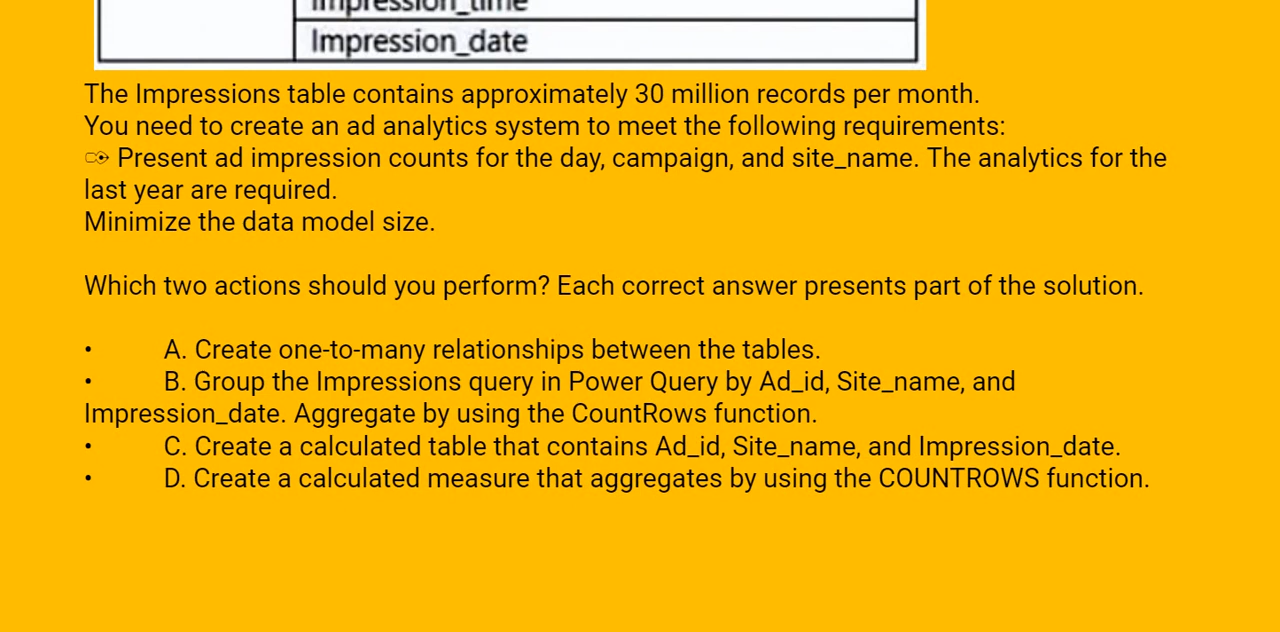 Impression_time
Impression_date
The Impressions table contains approximately 30 million records per month.
You need to create an ad analytics system to meet the following requirements:
Present ad impression counts for the day, campaign, and site_name. The analytics for the
last year are required.
Minimize the data model size.
Which two actions should you perform? Each correct answer presents part of the solution.
• A. Create one-to-many relationships between the tables.
• B. Group the Impressions query in Power Query by Ad_id, Site_name, and
Impression_date. Aggregate by using the CountRows function.
• C. Create a calculated table that contains Ad_id, Site_name, and Impression_date.
• D. Create a calculated measure that aggregates by using the COUNTROWS function.